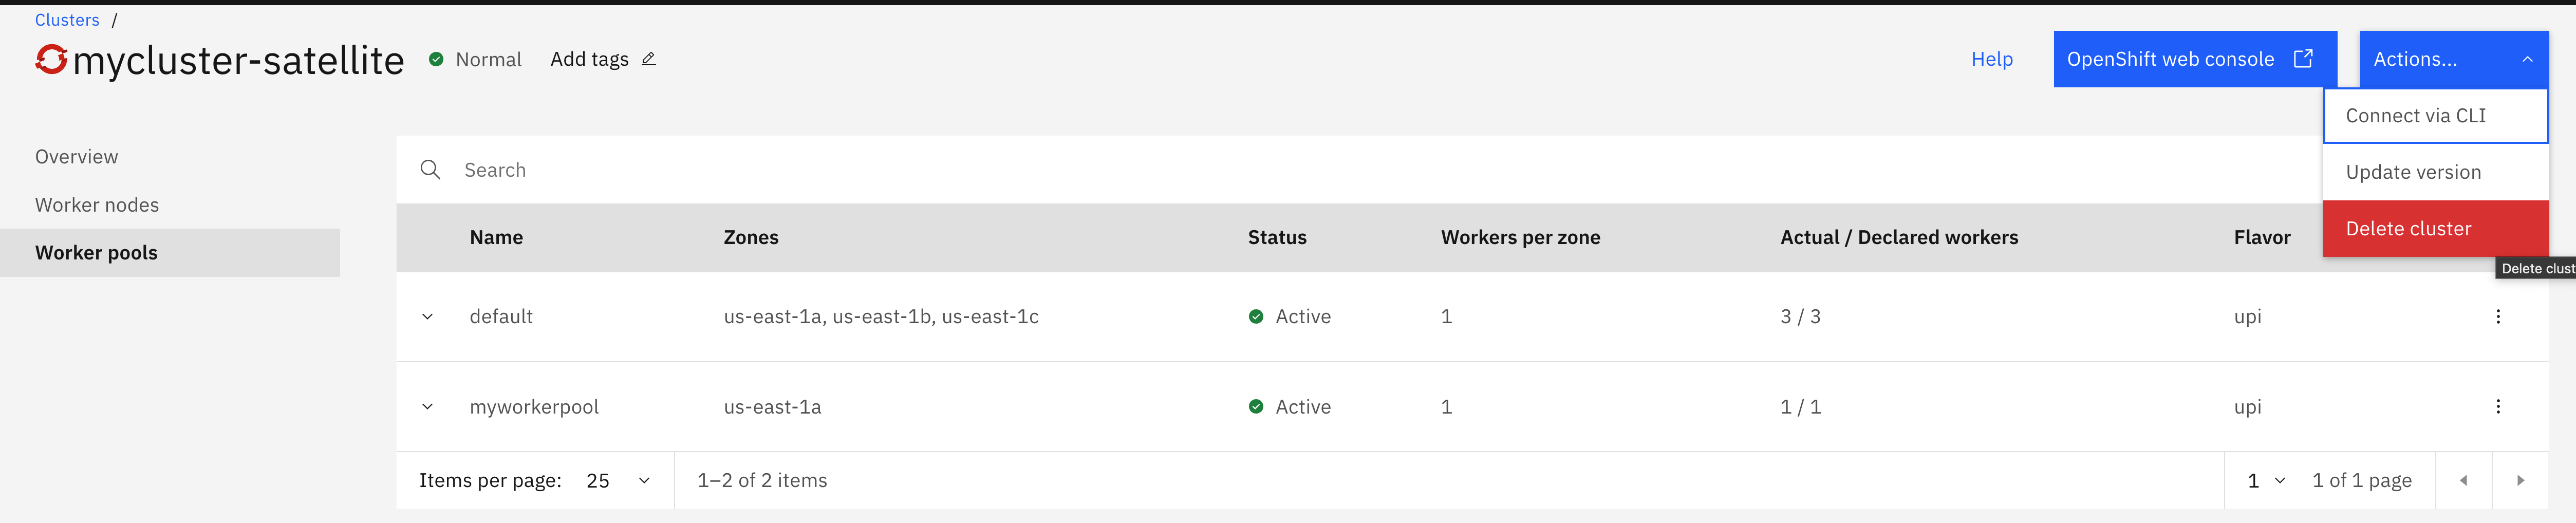 Clusters /
mycluster-satellite Normal Add tags Help OpenShift web console Actions...
Connect via CLI
Update version
Delete cluster
Delete clust
Overview
Worker nodes
Worker pools
Search
Name Zones Status Workers per zone Actual / Declared workers Flavor
default us-east-1a, us-east-1b, us-east-1c Active 1 3 / 3 upi
myworkerpool us-east-1a Active 1 1 / 1 upi
Items per page: 25 1–2 of 2 items 1 1 of 1 page